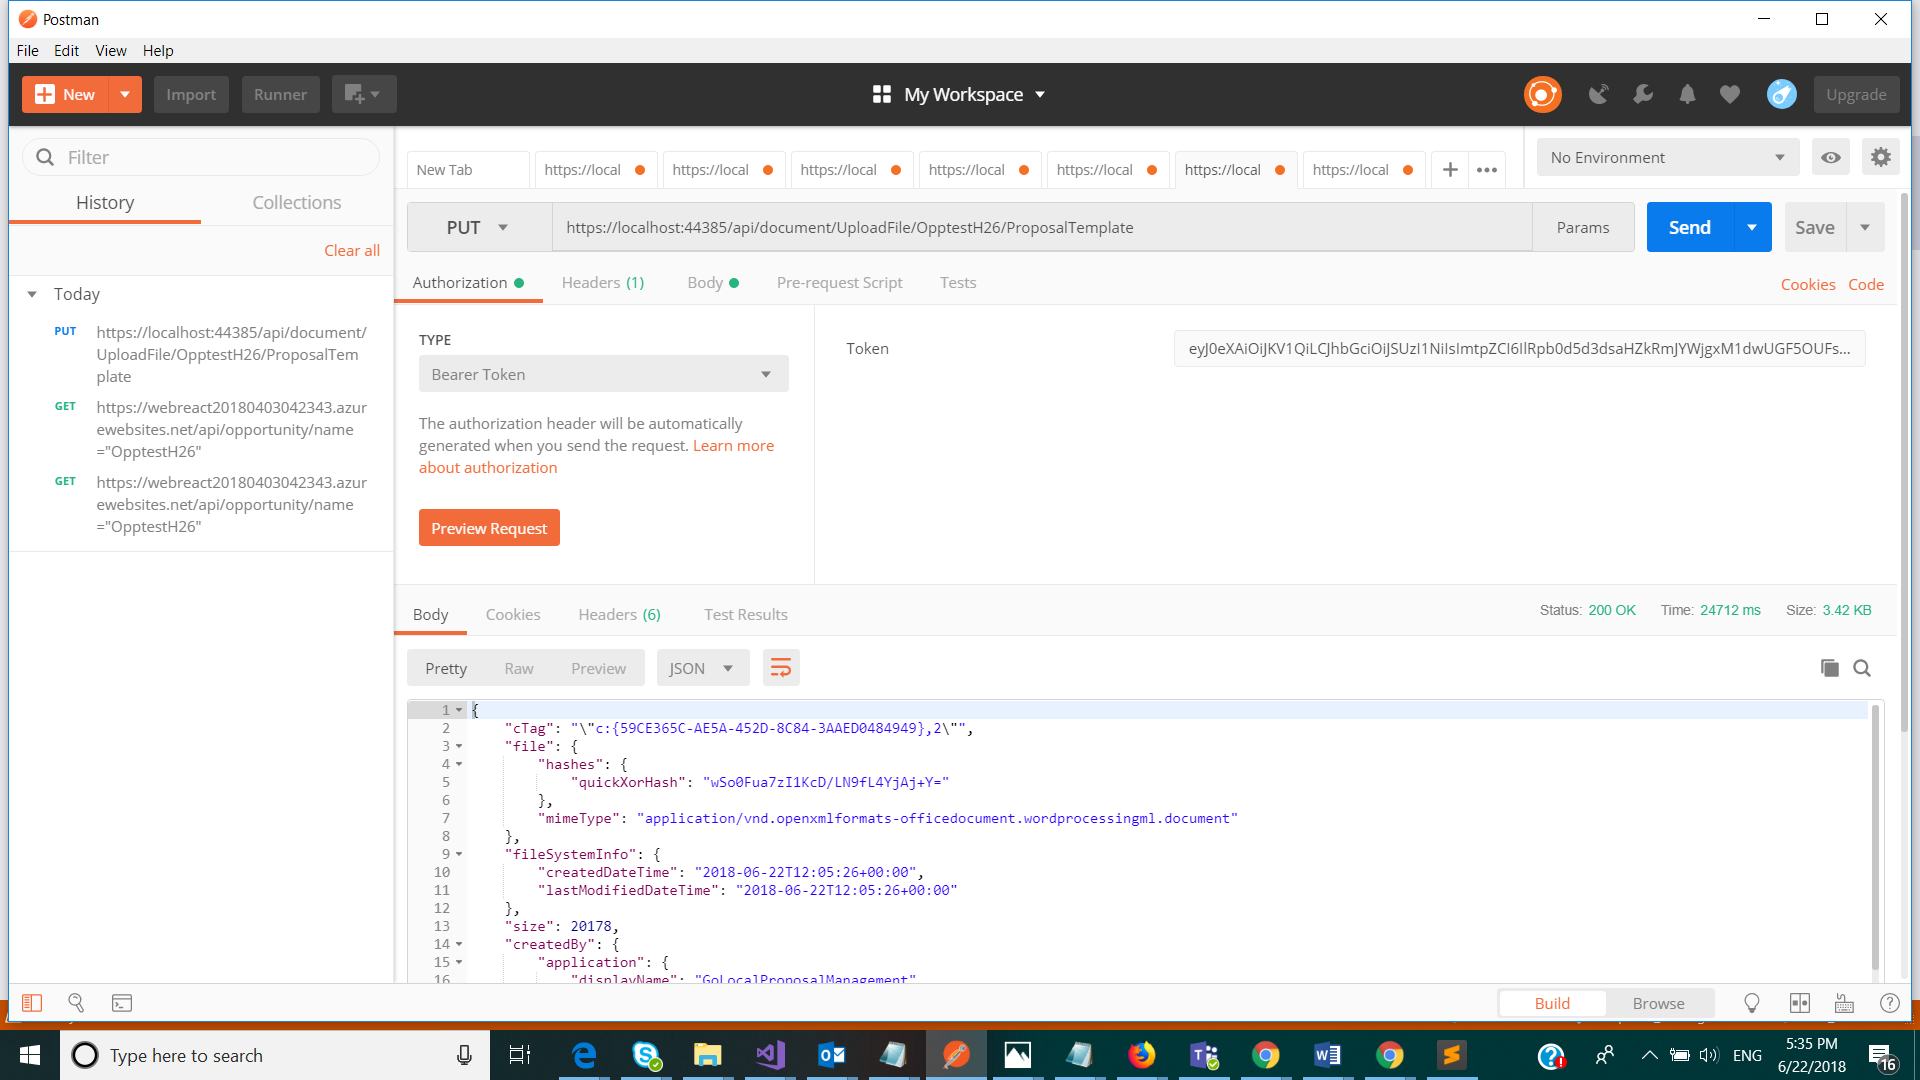 Postman
File Edit View Help
New Import Runner My Workspace Upgrade
Filter
History Collections
Clear all
Today
PUT https://localhost:44385/api/document/
UploadFile/OpptestH26/ProposalTem
plate
GET https://webreact20180403042343.azur
ewebsites.net/api/opportunity/name
="OpptestH26"
GET https://webreact20180403042343.azur
ewebsites.net/api/opportunity/name
="OpptestH26"
New Tab https://local https://local https://local https://local https://local https://local https://local + ••• No Environment
PUT https://localhost:44385/api/document/UploadFile/OpptestH26/ProposalTemplate Params Send Save
Authorization Headers (1) Body Pre-request Script Tests Cookies Code
TYPE
Bearer Token
The authorization header will be automatically
generated when you send the request. Learn more
about authorization
Preview Request
Token eyJ0eXAiOiJKV1QiLCJhbGciOiJSUzI1NiIsImtpZCI6IlRpb0d5d3dsaHZkRmJYWjgxM1dwUGF5OUFs...
Body Cookies Headers (6) Test Results Status: 200 OK Time: 24712 ms Size: 3.42 KB
Pretty Raw Preview JSON
1 {
2 "cTag": "\"c:{59CE365C-AE5A-452D-8C84-3AAED0484949},2\"",
3 "file": {
4 "hashes": {
5 "quickXorHash": "wSo0Fua7zI1KcD/LN9fL4YjAj+Y="
6 },
7 "mimeType": "application/vnd.openxmlformats-officedocument.wordprocessingml.document"
8 },
9 "fileSystemInfo": {
10 "createdDateTime": "2018-06-22T12:05:26+00:00",
11 "lastModifiedDateTime": "2018-06-22T12:05:26+00:00"
12 },
13 "size": 20178,
14 "createdBy": {
15 "application": {
16 "displayName": "GoLocalProposalManagement"
Build Browse
Type here to search
ENG
5:35 PM
6/22/2018
16